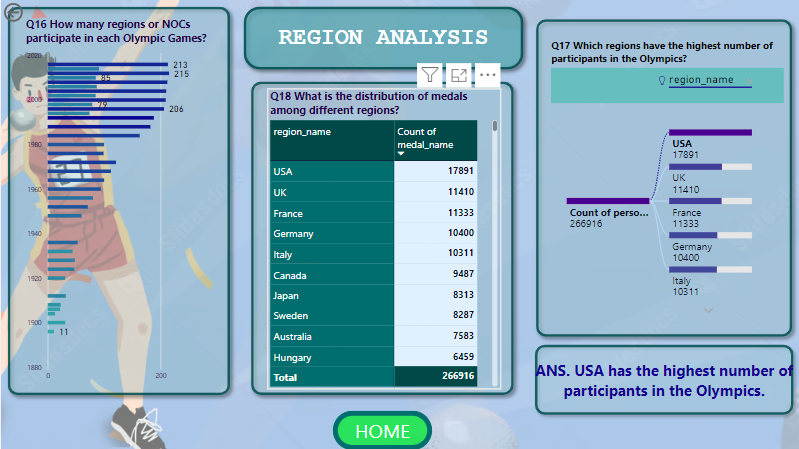 Q16 How many regions or NOCs
participate in each Olympic Games?
2020
213
215
85
2000
79
206
1980
1960
1940
1920
1900
11
1880
0
200
REGION ANALYSIS
Q18 What is the distribution of medals
among different regions?
region_name Count of
medal_name
USA 17891
UK 11410
France 11333
Germany 10400
Italy 10311
Canada 9487
Japan 8313
Sweden 8287
Australia 7583
Hungary 6459
Total 266916
HOME
Q17 Which regions have the highest number of
participants in the Olympics?
region_name
Count of perso...
266916
USA
17891
UK
11410
France
11333
Germany
10400
Italy
10311
ANS. USA has the highest number of
participants in the Olympics.